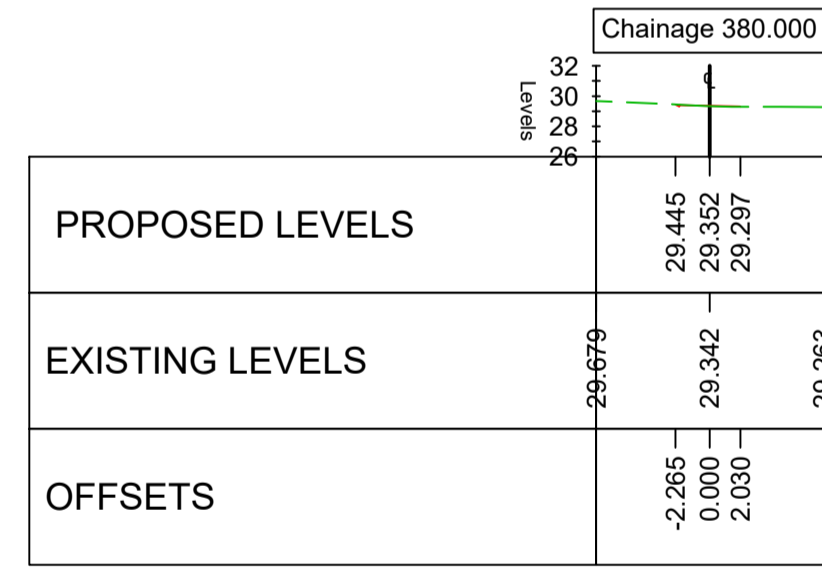 Chainage 380.000
32
30
28
26
Levels
PROPOSED LEVELS
29.445
29.352
29.297
EXISTING LEVELS
29.679
29.342
OFFSETS
-2.265
0.000
2.030